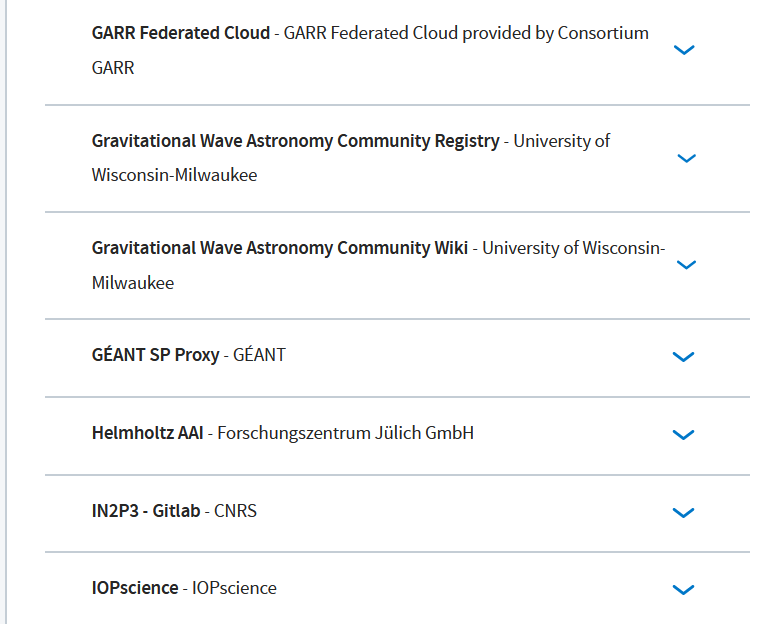 GARR Federated Cloud - GARR Federated Cloud provided by Consortium
GARR
Gravitational Wave Astronomy Community Registry - University of
Wisconsin-Milwaukee
Gravitational Wave Astronomy Community Wiki - University of Wisconsin-
Milwaukee
GÉANT SP Proxy - GÉANT
Helmholtz AAI - Forschungszentrum Jülich GmbH
IN2P3 - Gitlab - CNRS
IOPscience - IOPscience